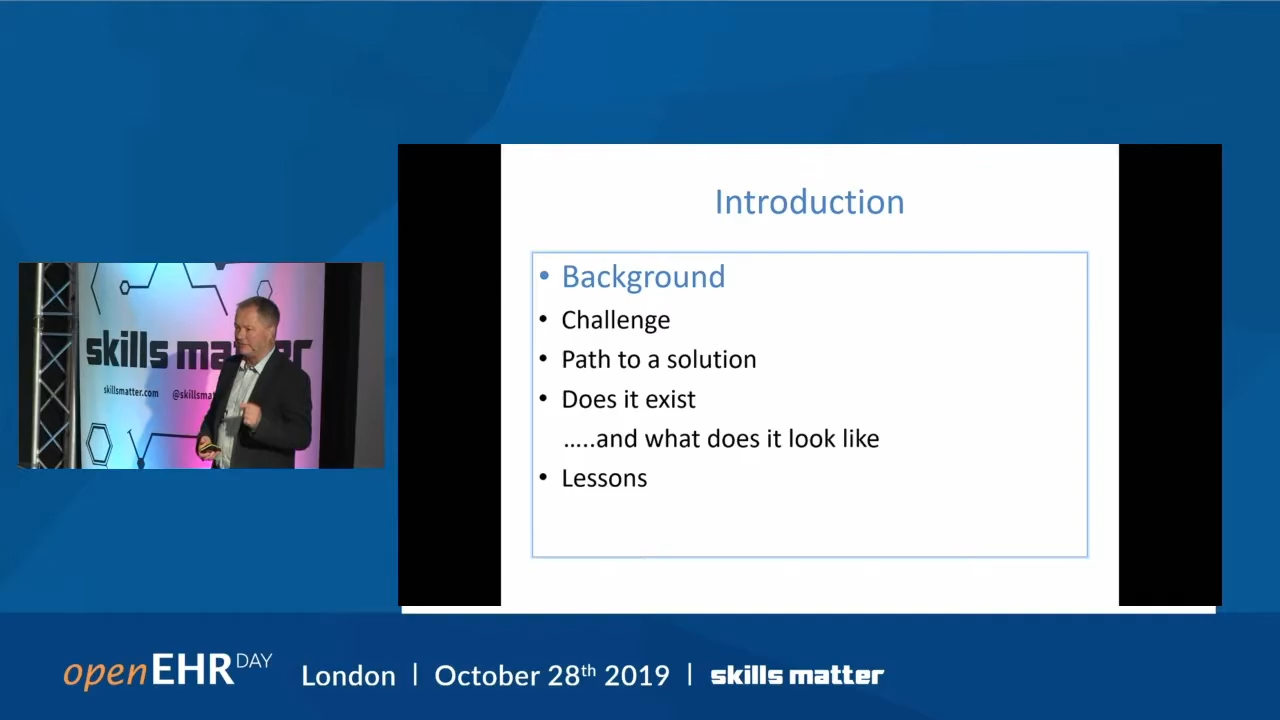 Introduction
• Background
• Challenge
• Path to a solution
• Does it exist
…..and what does it look like
• Lessons
skills matter
skillsmatter.com @skillsma
openEHR DAY London | October 28th 2019 | skills matter